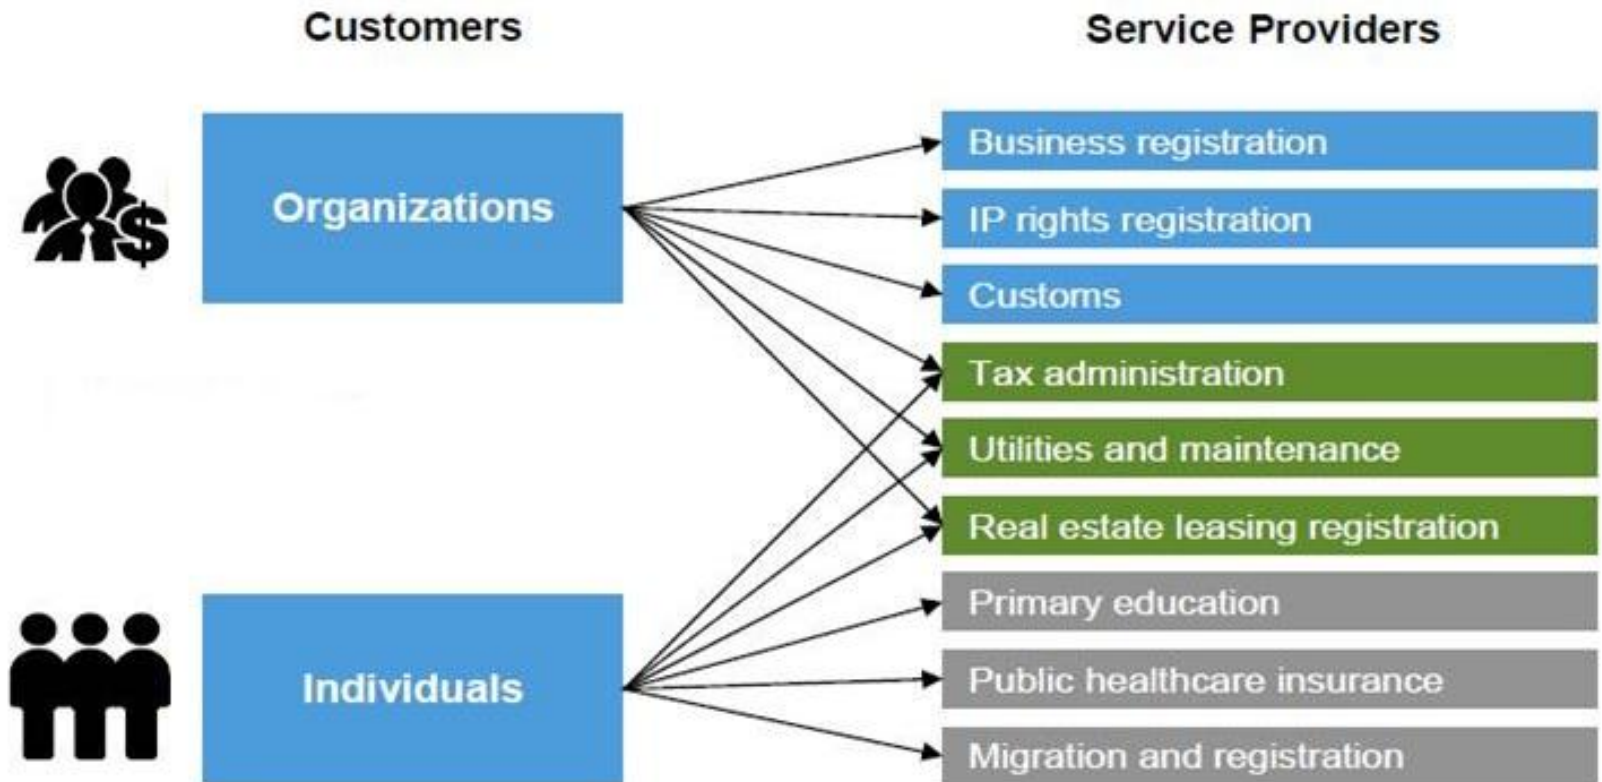 Customers
Service Providers
Organizations
Business registration
IP rights registration
Customs
Tax administration
Utilities and maintenance
Real estate leasing registration
Individuals
Primary education
Public healthcare insurance
Migration and registration
$